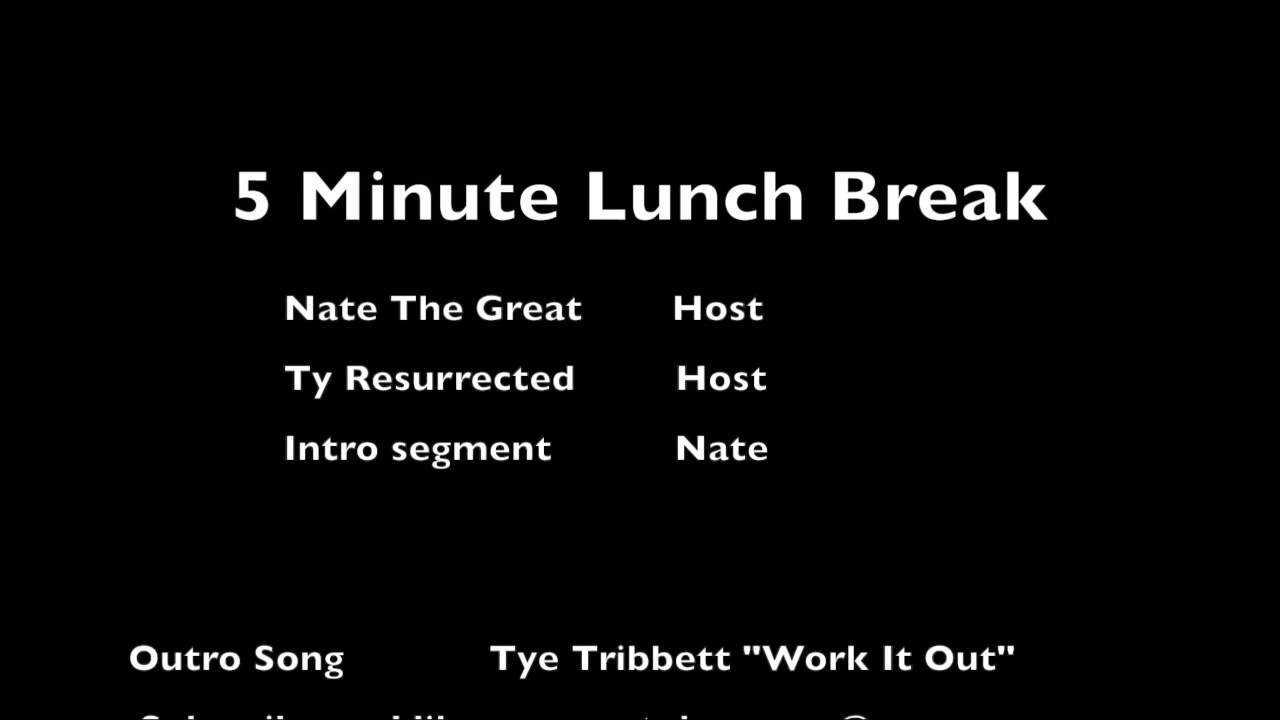 5 Minute Lunch Break
Nate The Great Host
Ty Resurrected Host
Intro segment Nate
Outro Song Tye Tribbett "Work It Out"